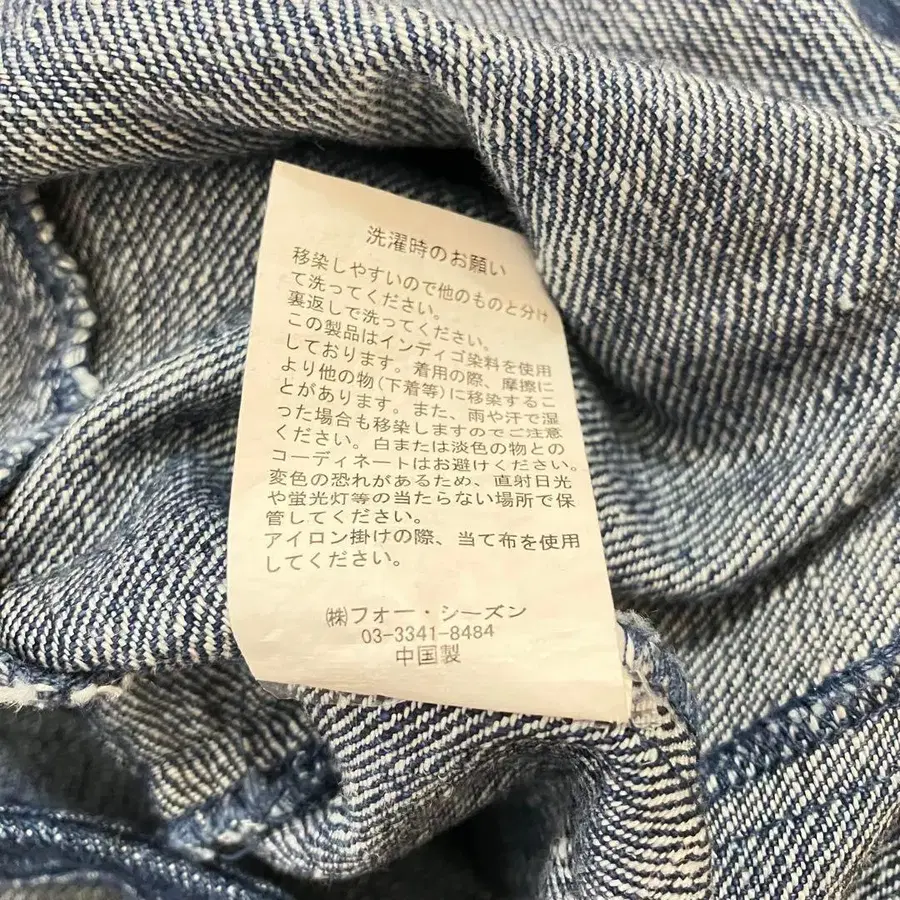 洗濯時のお願い
移染しやすいので他のものと分け
て洗ってください。
裏返しで洗ってください。
この製品はインディゴ染料を使用
しております。着用の際、摩擦に
より他の物(下着等)に移染するこ
とがあります。また、雨や汗で湿
った場合も移染しますのでご注意
ください。白または淡色の物との
コーディネートはお避けください。
変色の恐れがあるため、直射日光
や蛍光灯等の当たらない場所で保
管してください。
アイロン掛けの際、当て布を使用
してください。
㈱フォー・シーズン
03-3341-8484
中国製